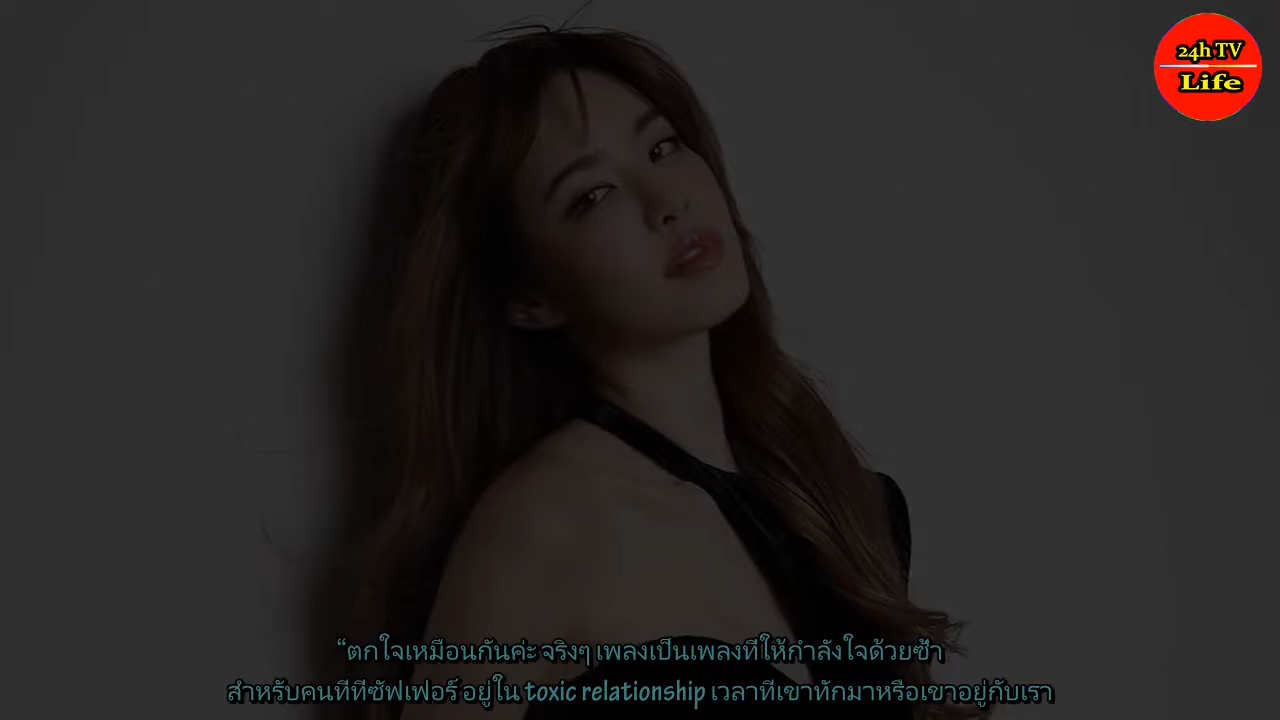 24h TV
Life
“ตกใจเหมือนกันค่ะ จริงๆ เพลงเป็นเพลงที่ให้กำลังใจด้วยซ้ำ
สำหรับคนที่ที่ซัฟเฟอร์ อยู่ใน toxic relationship เวลาที่เขาทักมาหรือเขาอยู่กับเรา